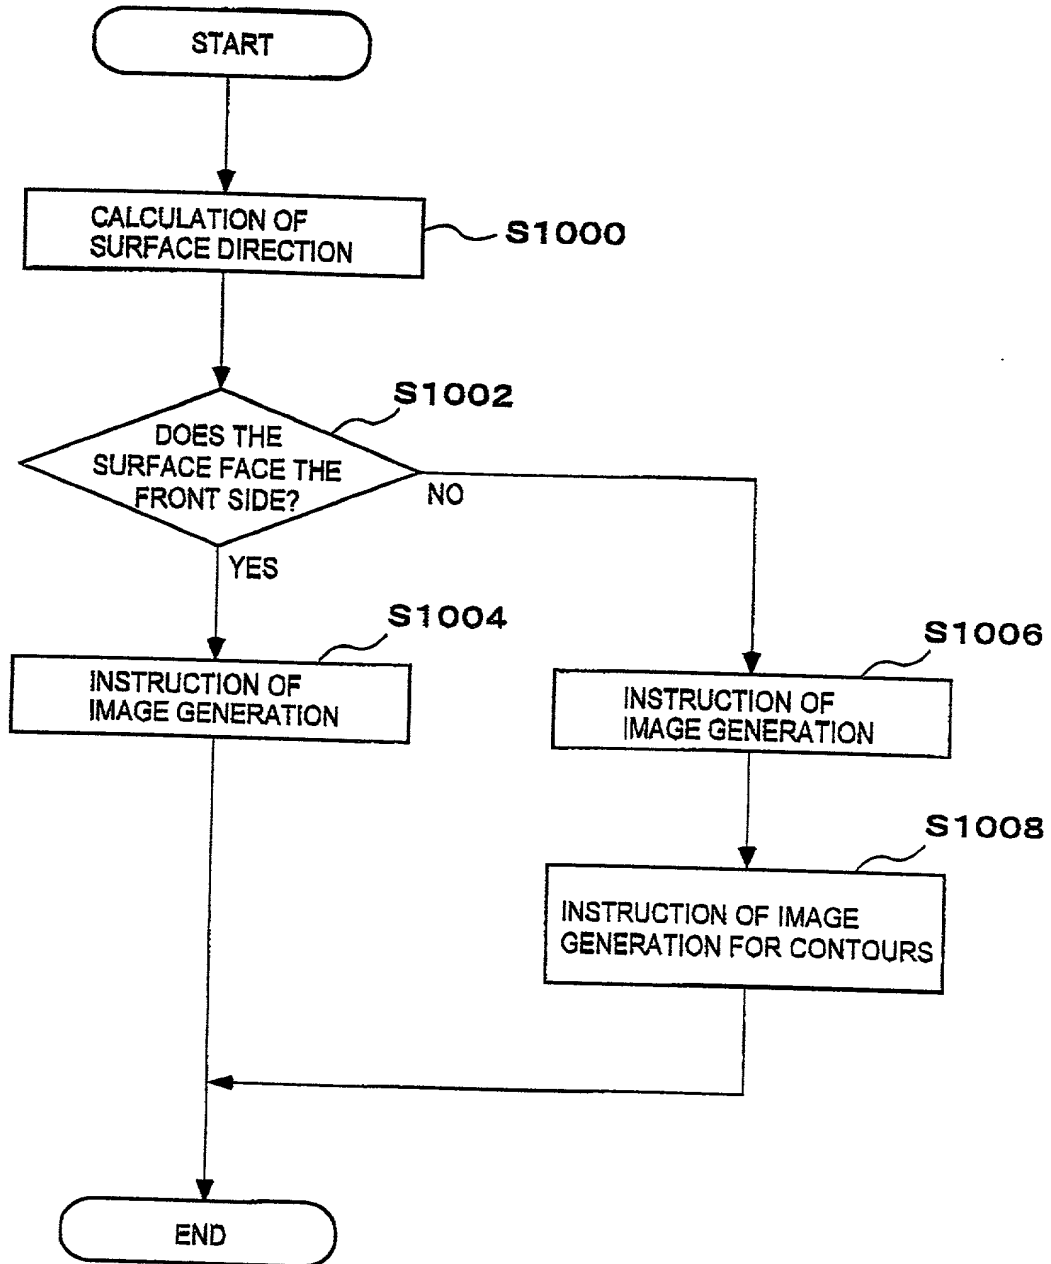 START
CALCULATION OF
SURFACE DIRECTION
S1000
S1002
DOES THE
SURFACE FACE THE
FRONT SIDE?
NO
YES
S1004
INSTRUCTION OF
IMAGE GENERATION
S1006
INSTRUCTION OF
IMAGE GENERATION
S1008
INSTRUCTION OF IMAGE
GENERATION FOR CONTOURS
END